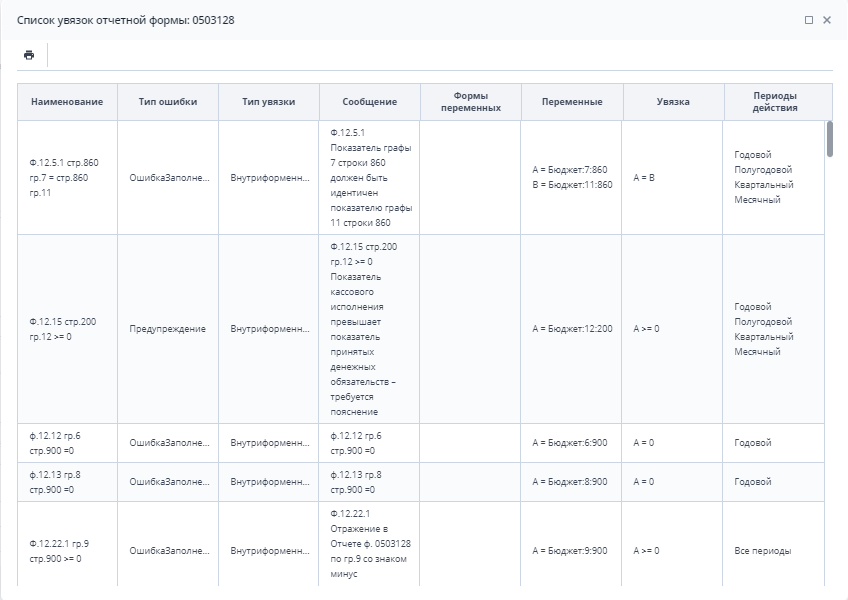 Список увязок отчетной формы: 0503128
Наименование
Тип ошибки
Тип увязки
Сообщение
Формы
переменных
Переменные
Увязка
Периоды
действия
Ф.12.5.1 стр.860
гр.7 = стр.860
гр.11
ОшибкаЗаполне...
Внутриформенн...
Ф.12.5.1
Показатель графы
7 строки 860
должен быть
идентичен
показателю графы
11 строки 860
А = Бюджет:7:860
В = Бюджет:11:860
А = В
Годовой
Полугодовой
Квартальный
Месячный
Ф.12.15 стр.200
гр.12 >= 0
Предупреждение
Внутриформенн...
Ф.12.15 стр.200
гр.12 >= 0
Показатель
кассового
исполнения
превышает
показатель
принятых
денежных
обязательств –
требуется
пояснение
А = Бюджет:12:200
А >= 0
Годовой
Полугодовой
Квартальный
Месячный
ф.12.12 гр.6
стр.900 =0
ОшибкаЗаполне...
Внутриформенн...
ф.12.12 гр.6
стр.900 =0
А = Бюджет:6:900
А = 0
Годовой
ф.12.13 гр.8
стр.900 =0
ОшибкаЗаполне...
Внутриформенн...
ф.12.13 гр.8
стр.900 =0
А = Бюджет:8:900
А = 0
Годовой
Ф.12.22.1 гр.9
стр.900 >= 0
ОшибкаЗаполне...
Внутриформенн...
Ф.12.22.1
Отражение в
Отчете ф. 0503128
по гр.9 со знаком
минус
А = Бюджет:9:900
А >= 0
Все периоды